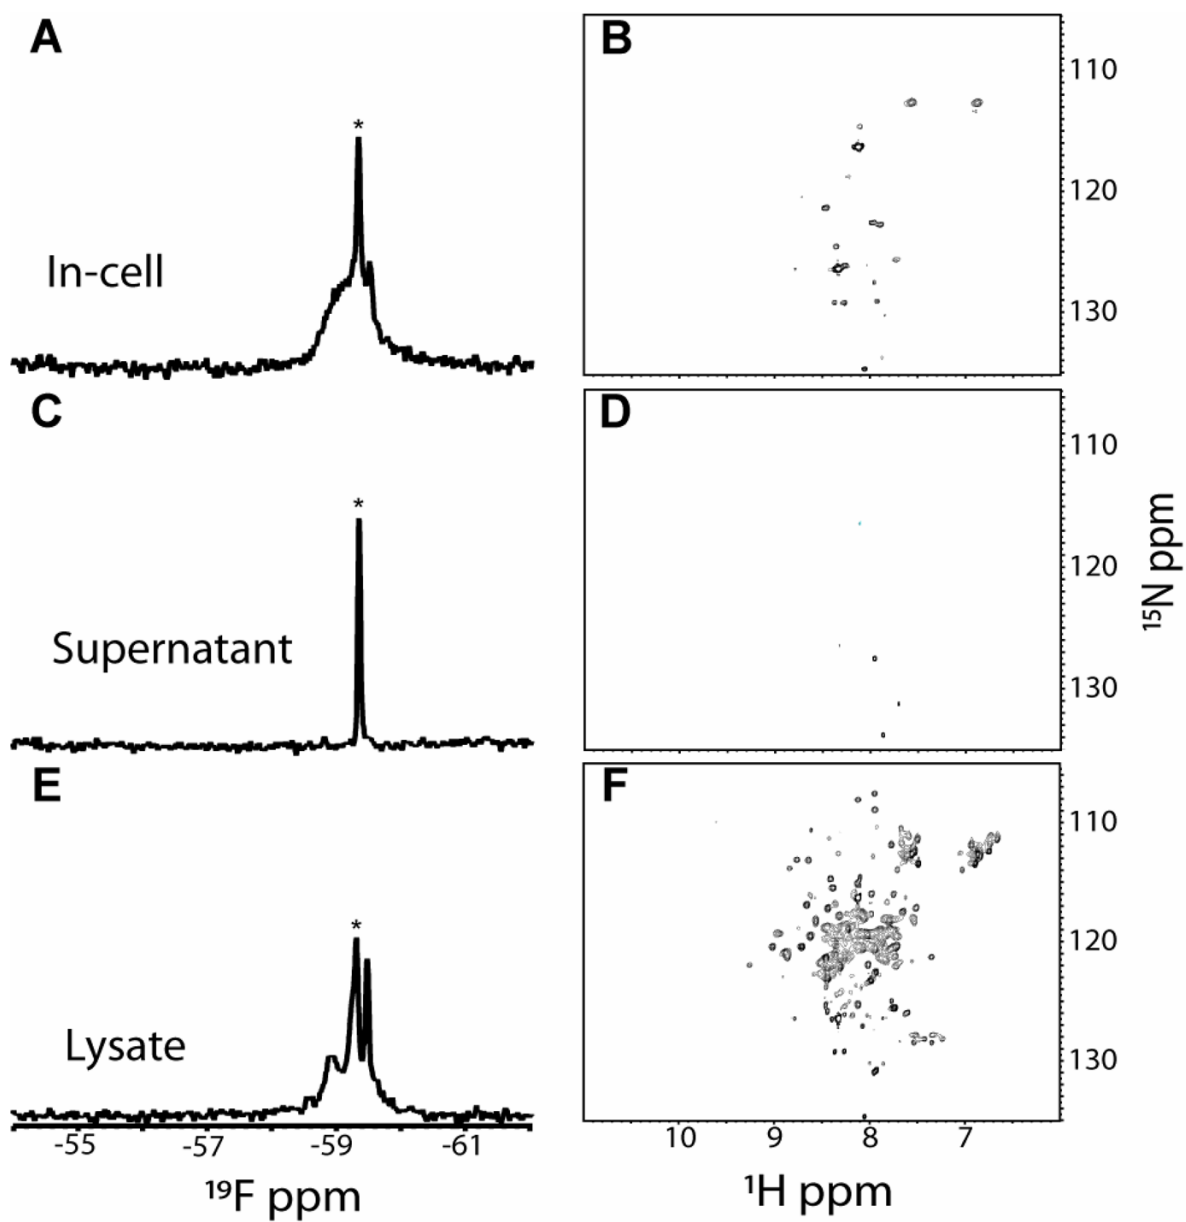 A
B
*
In-cell
110
120
130
C
D
*
Supernatant
110
120
130
¹⁵N ppm
E
F
*
Lysate
110
120
130
-55 -57 -59 -61
10 9 8 7
¹⁹F ppm
¹H ppm